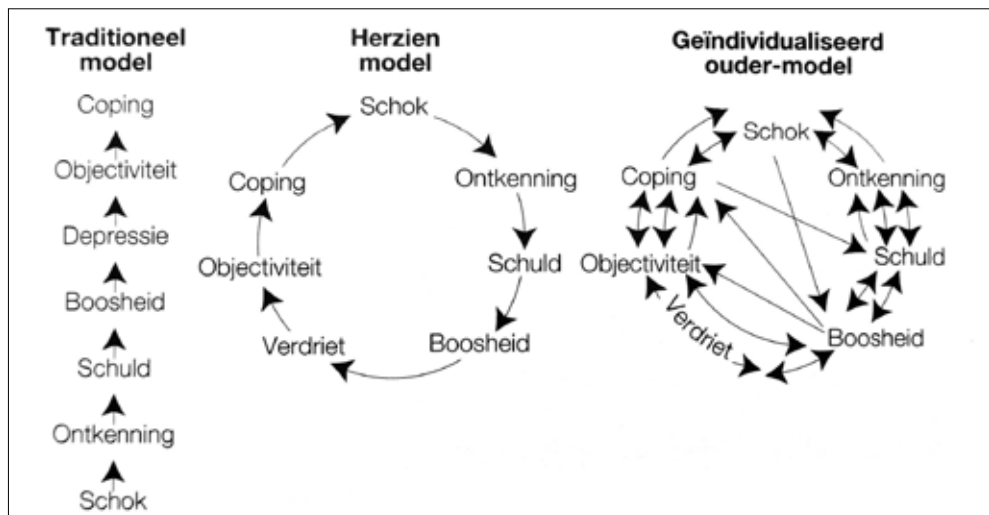 Traditioneel
model
Coping
Objectiviteit
Depressie
Boosheid
Schuld
Ontkenning
Schok
Herzien
model
Schok
Ontkenning
Schuld
Boosheid
Verdriet
Objectiviteit
Coping
Geïndividualiseerd
ouder-model
Schok
Ontkenning
Schuld
Boosheid
Verdriet
Objectiviteit
Coping